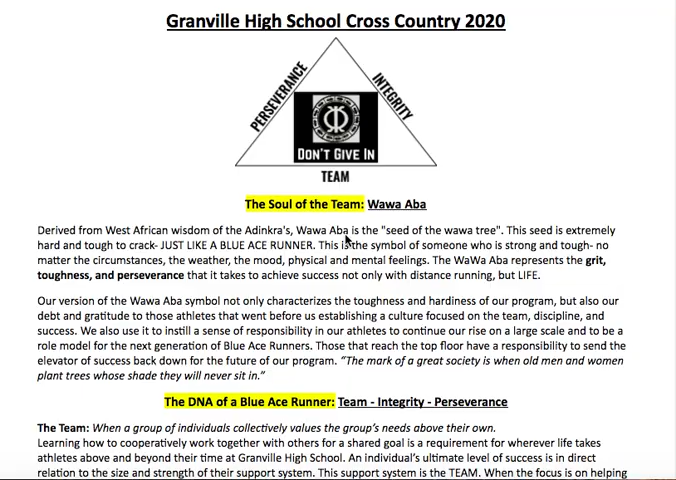 Granville High School Cross Country 2020
PERSEVERANCE
INTEGRITY
DON'T GIVE IN
TEAM
The Soul of the Team: Wawa Aba
Derived from West African wisdom of the Adinkra's, Wawa Aba is the "seed of the wawa tree". This seed is extremely
hard and tough to crack- JUST LIKE A BLUE ACE RUNNER. This is the symbol of someone who is strong and tough- no
matter the circumstances, the weather, the mood, physical and mental feelings. The WaWa Aba represents the grit,
toughness, and perseverance that it takes to achieve success not only with distance running, but LIFE.
Our version of the Wawa Aba symbol not only characterizes the toughness and hardiness of our program, but also our
debt and gratitude to those athletes that went before us establishing a culture focused on the team, discipline, and
success. We also use it to instill a sense of responsibility in our athletes to continue our rise on a large scale and to be a
role model for the next generation of Blue Ace Runners. Those that reach the top floor have a responsibility to send the
elevator of success back down for the future of our program. “The mark of a great society is when old men and women
plant trees whose shade they will never sit in.”
The DNA of a Blue Ace Runner: Team - Integrity - Perseverance
The Team: When a group of individuals collectively values the group’s needs above their own.
Learning how to cooperatively work together with others for a shared goal is a requirement for wherever life takes
athletes above and beyond their time at Granville High School. An individual’s ultimate level of success is in direct
relation to the size and strength of their support system. This support system is the TEAM. When the focus is on helping